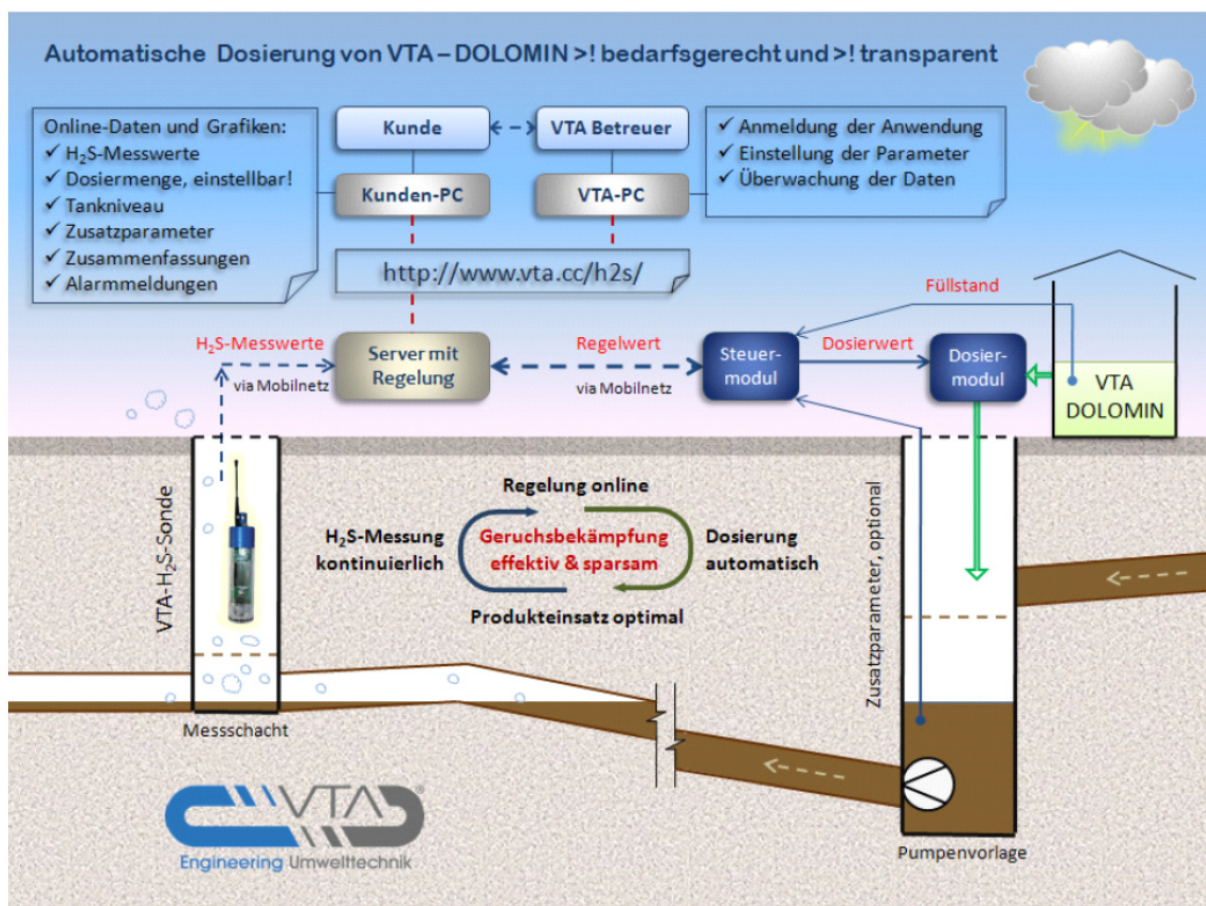 Automatische Dosierung von VTA – DOLOMIN >! bedarfsgerecht und >! transparent
Online-Daten und Grafiken:
✓ H₂S-Messwerte
✓ Dosiermenge, einstellbar!
✓ Tankniveau
✓ Zusatzparameter
✓ Zusammenfassungen
✓ Alarmmeldungen
Kunde
VTA Betreuer
Kunden-PC
VTA-PC
✓ Anmeldung der Anwendung
✓ Einstellung der Parameter
✓ Überwachung der Daten
http://www.vta.cc/h2s/
H₂S-Messwerte
via Mobilnetz
Server mit
Regelung
Regelwert
via Mobilnetz
Steuer-
modul
Dosierwert
Dosier-
modul
Füllstand
VTA
DOLOMIN
VTA-H₂S-Sonde
Regelung online
H₂S-Messung
kontinuierlich
Geruchsbekämpfung
effektiv & sparsam
Dosierung
automatisch
Produkteinsatz optimal
Zusatzparameter, optional
Messschacht
VTA®
Engineering Umwelttechnik
Pumpenvorlage